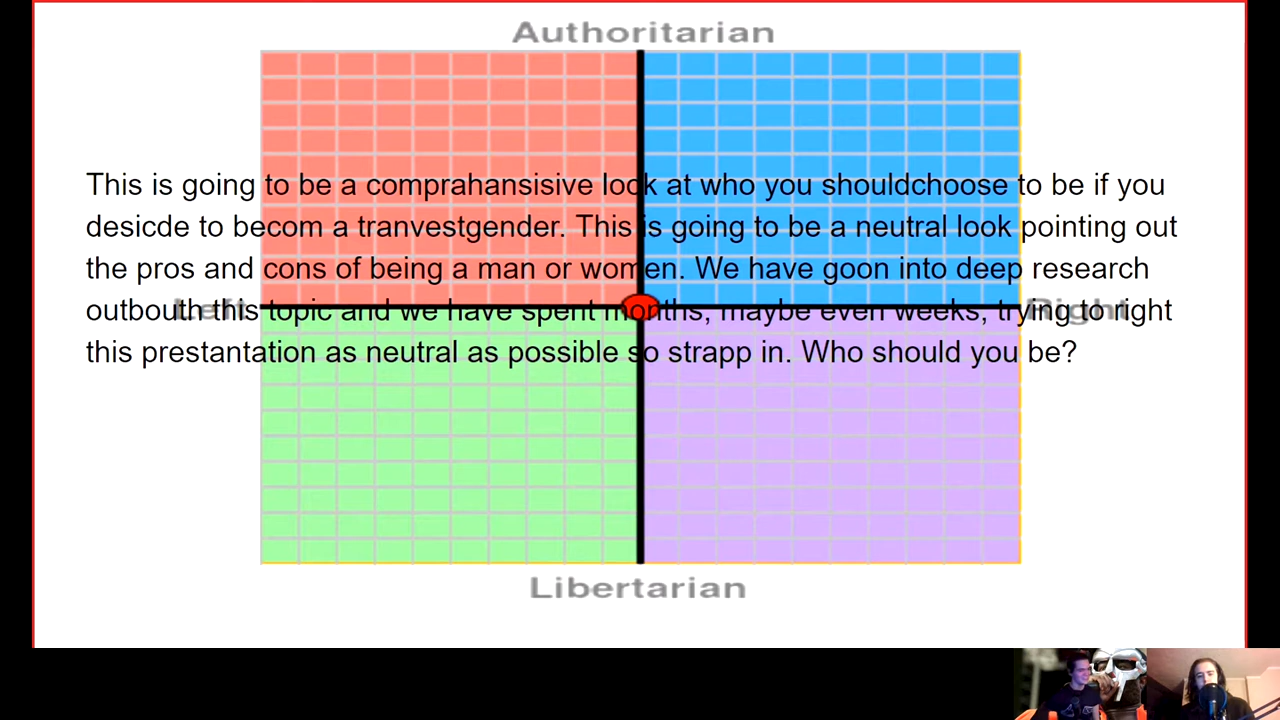 Authoritarian
This is going to be a comprahansisive look at who you shouldchoose to be if you
desicde to becom a tranvestgender. This is going to be a neutral look pointing out
the pros and cons of being a man or women. We have goon into deep research
outbouth this topic and we have spent months, maybe even weeks, trying to right
Left
Right
this prestantation as neutral as possible so strapp in. Who should you be?
Libertarian